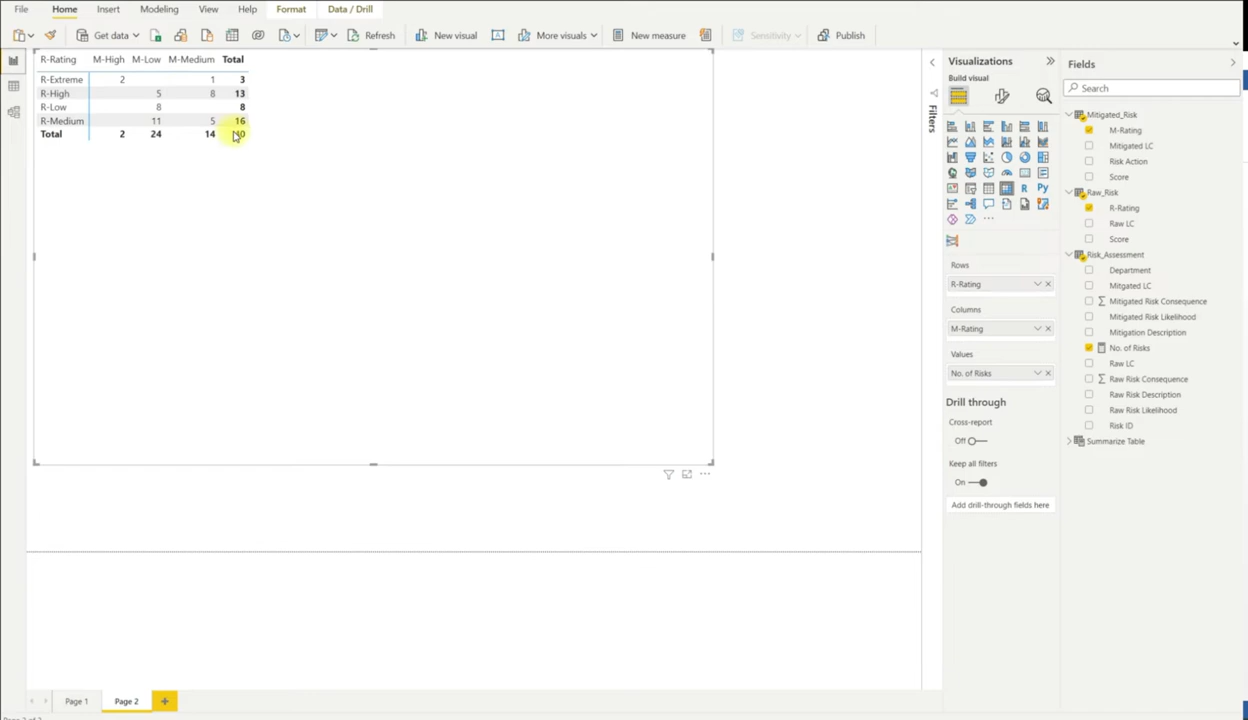 File Home Insert Modeling View Help Format Data / Drill
Get data Refresh New visual More visuals New measure Sensitivity Publish
R-Rating M-High M-Low M-Medium Total
R-Extreme 2 1 3
R-High 5 8 13
R-Low 8 8
R-Medium 11 5 16
Total 2 24 14
Filters
Visualizations
Build visual
R Py
Rows
R-Rating
Columns
M-Rating
Values
No. of Risks
Drill through
Cross-report
Off
Keep all filters
On
Add drill-through fields here
Fields
Search
Mitigated_Risk
M-Rating
Mitigated LC
Risk Action
Score
Raw_Risk
R-Rating
Raw LC
Score
Risk_Assessment
Department
Mitgated LC
Mitigated Risk Consequence
Mitigated Risk Likelihood
Mitigation Description
No. of Risks
Raw LC
Raw Risk Consequence
Raw Risk Description
Raw Risk Likelihood
Risk ID
Summarize Table
Page 1 Page 2